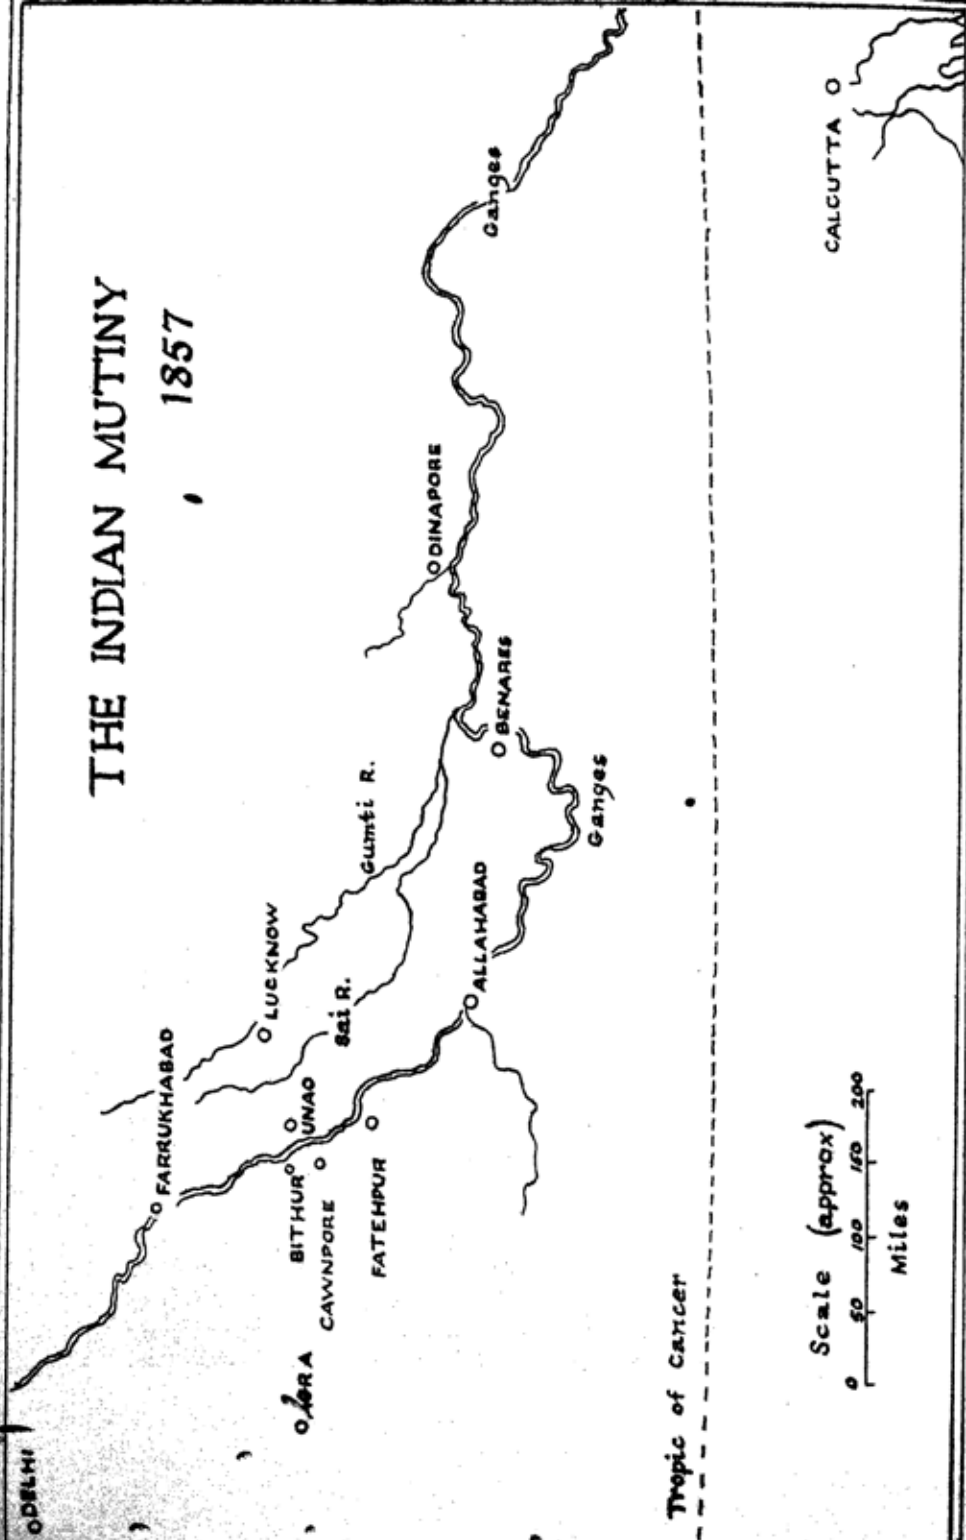 THE INDIAN MUTINY
1857
DELHI
FARRUKHABAD
LUCKNOW
Gumti R.
Sai R.
UNAO
BITHUR
CAWNPORE
FATEHPUR
ALLAHABAD
BENARES
DINAPORE
Ganges
Ganges
CALCUTTA
Tropic of Cancer
Scale (approx)
0 50 100 150 200
Miles